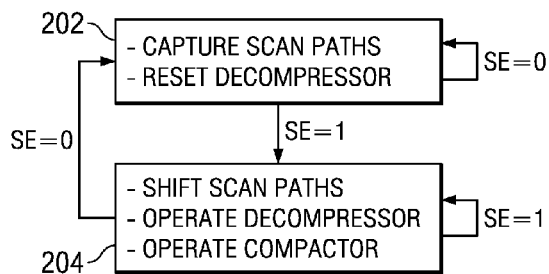 202
- CAPTURE SCAN PATHS
- RESET DECOMPRESSOR
SE=0
SE=0
SE=1
- SHIFT SCAN PATHS
- OPERATE DECOMPRESSOR
- OPERATE COMPACTOR
SE=1
204